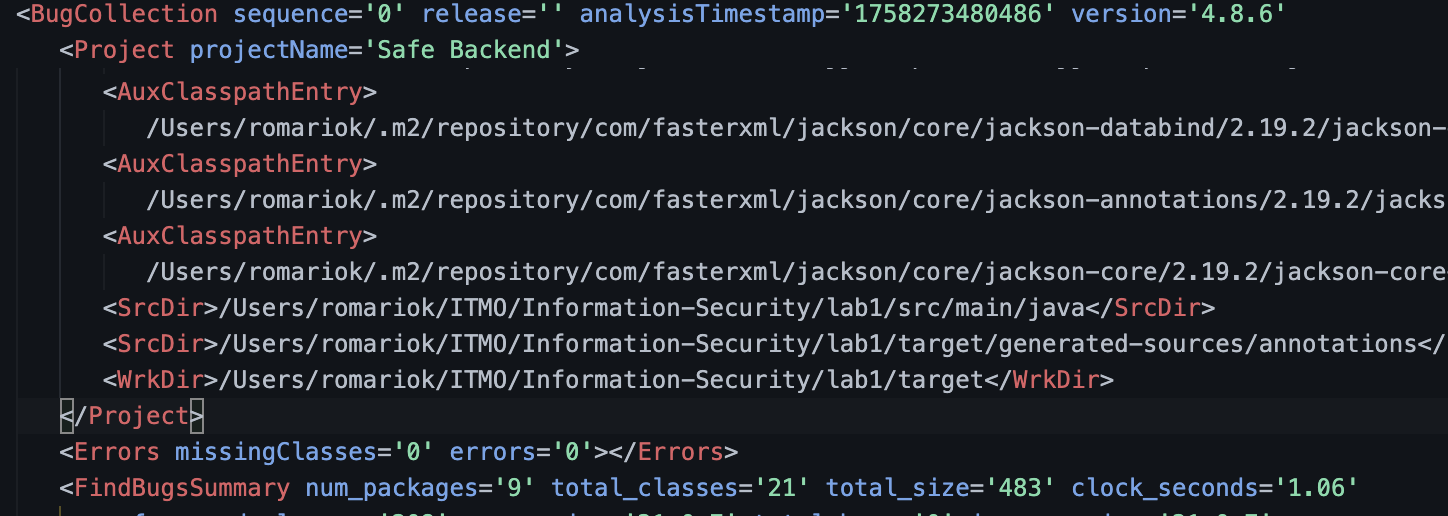 <BugCollection sequence='0' release='' analysisTimestamp='1758273480486' version='4.8.6'
<Project projectName='Safe Backend'>
<AuxClasspathEntry>
/Users/romariok/.m2/repository/com/fasterxml/jackson/core/jackson-databind/2.19.2/jackson-
<AuxClasspathEntry>
/Users/romariok/.m2/repository/com/fasterxml/jackson/core/jackson-annotations/2.19.2/jacks
<AuxClasspathEntry>
/Users/romariok/.m2/repository/com/fasterxml/jackson/core/jackson-core/2.19.2/jackson-core
<SrcDir>/Users/romariok/ITMO/Information-Security/lab1/src/main/java</SrcDir>
<SrcDir>/Users/romariok/ITMO/Information-Security/lab1/target/generated-sources/annotations</
<WrkDir>/Users/romariok/ITMO/Information-Security/lab1/target</WrkDir>
</Project>
<Errors missingClasses='0' errors='0'></Errors>
<FindBugsSummary num_packages='9' total_classes='21' total_size='483' clock_seconds='1.06'